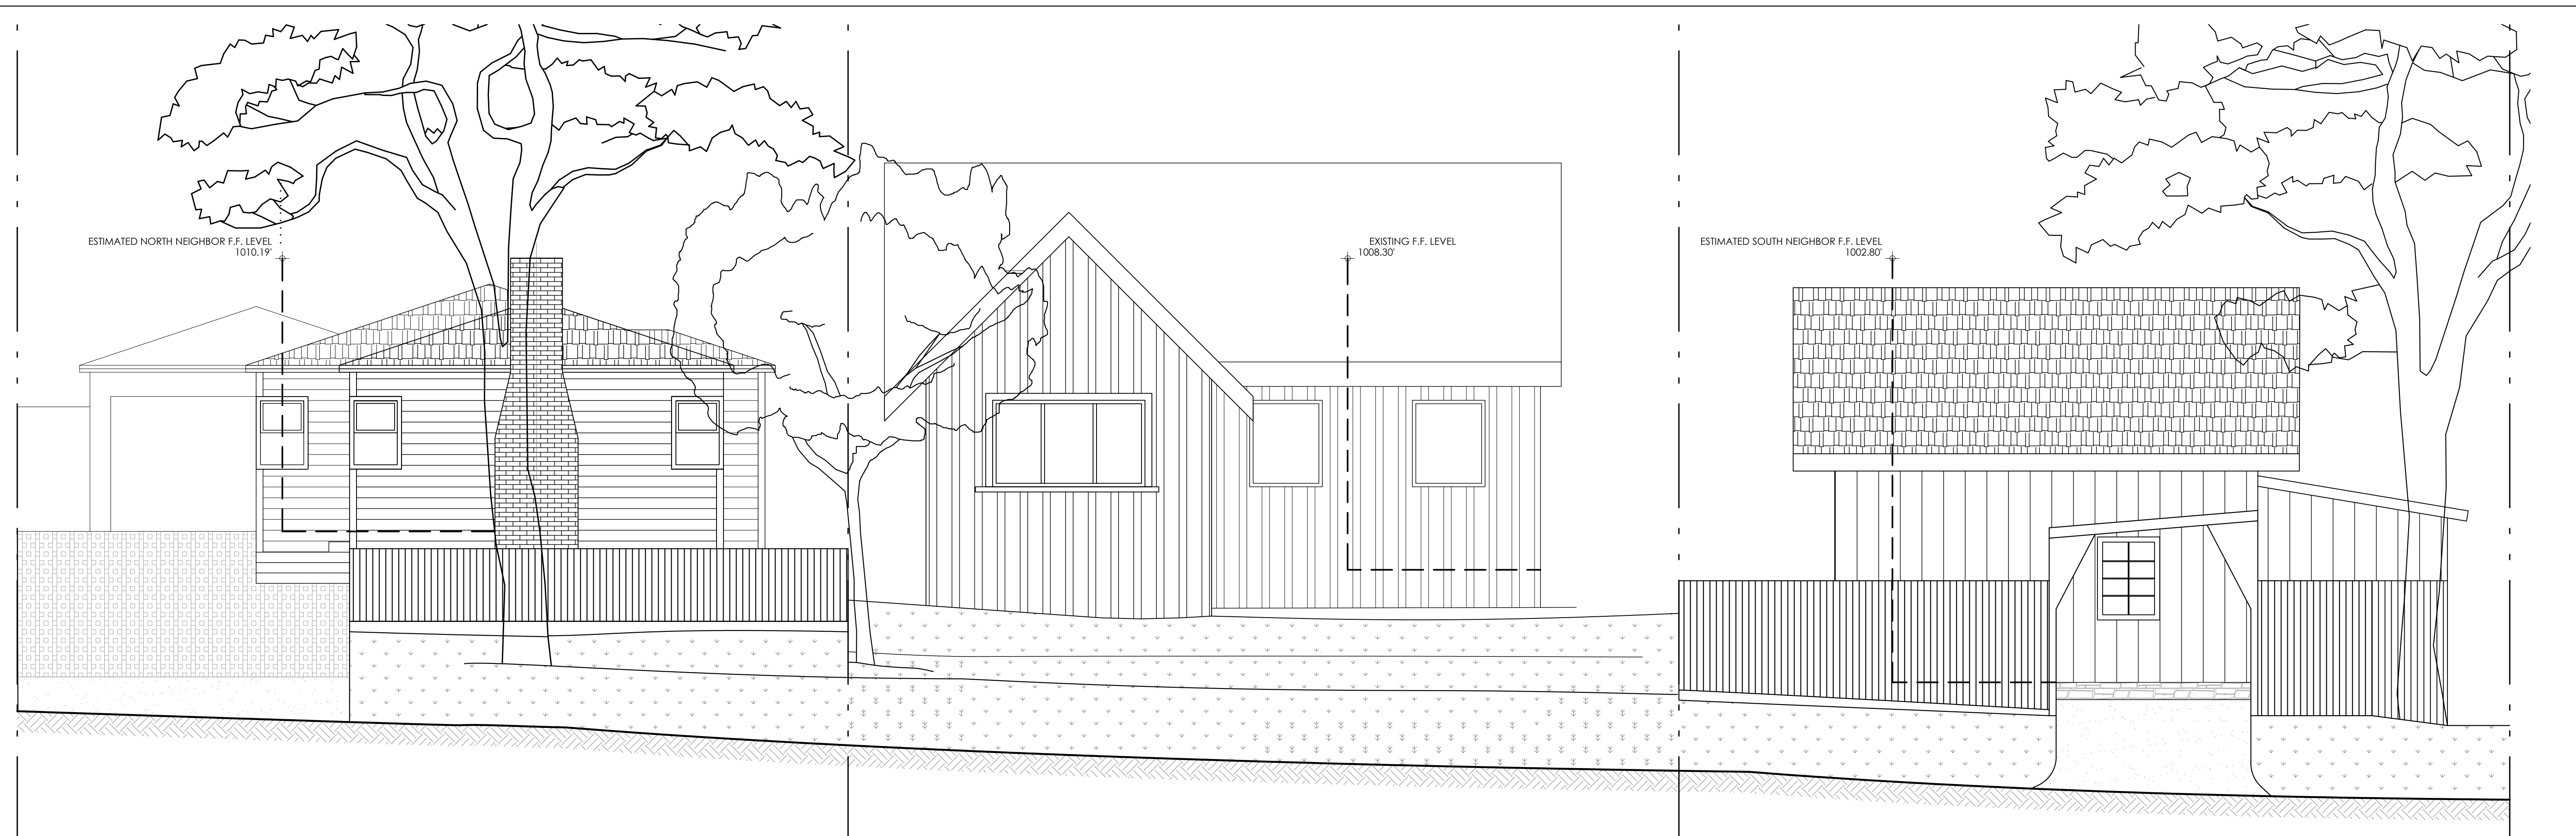 ESTIMATED NORTH NEIGHBOR F.F. LEVEL
1010.19'
EXISTING F.F. LEVEL
1008.30'
ESTIMATED SOUTH NEIGHBOR F.F. LEVEL
1002.80'